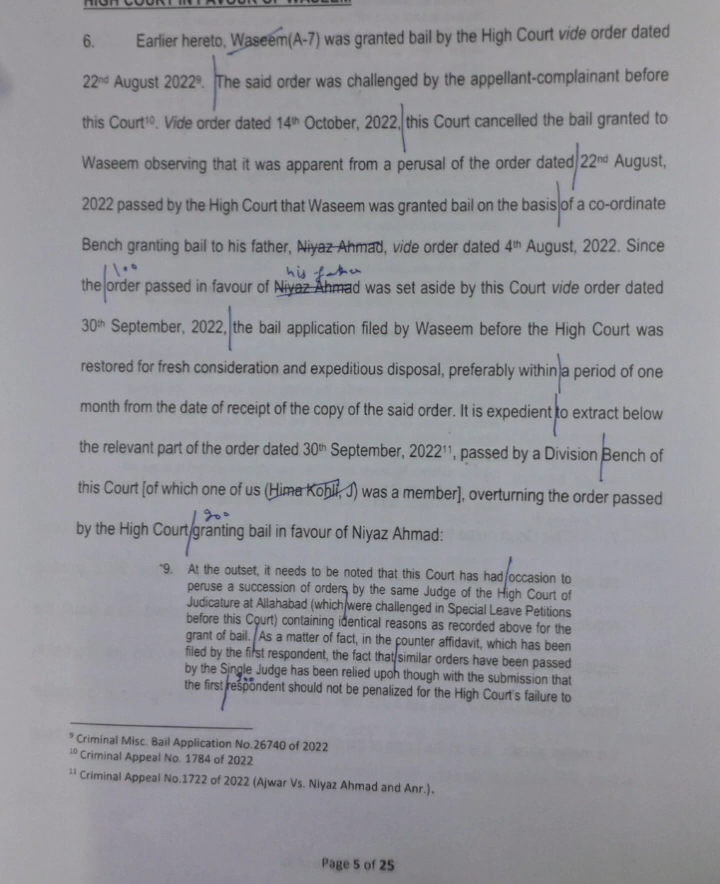 HIGH COURT IN FAVOUR OF WASEEM
6. Earlier hereto, Waseem(A-7) was granted bail by the High Court vide order dated
22nd August 2022⁹. The said order was challenged by the appellant-complainant before
this Court¹⁰. Vide order dated 14th October, 2022, this Court cancelled the bail granted to
Waseem observing that it was apparent from a perusal of the order dated 22nd August,
2022 passed by the High Court that Waseem was granted bail on the basis of a co-ordinate
Bench granting bail to his father, Niyaz Ahmad, vide order dated 4th August, 2022. Since
100 his father
the order passed in favour of Niyaz Ahmad was set aside by this Court vide order dated
30th September, 2022, the bail application filed by Waseem before the High Court was
restored for fresh consideration and expeditious disposal, preferably within a period of one
month from the date of receipt of the copy of the said order. It is expedient to extract below
the relevant part of the order dated 30th September, 2022¹¹, passed by a Division Bench of
this Court [of which one of us (Hima Kohli, J) was a member], overturning the order passed
200
by the High Court granting bail in favour of Niyaz Ahmad:
"9. At the outset, it needs to be noted that this Court has had occasion to
peruse a succession of orders by the same Judge of the High Court of
Judicature at Allahabad (which were challenged in Special Leave Petitions
before this Court) containing identical reasons as recorded above for the
grant of bail. As a matter of fact, in the counter affidavit, which has been
filed by the first respondent, the fact that similar orders have been passed
by the Single Judge has been relied upon though with the submission that
the first respondent should not be penalized for the High Court's failure to
⁹ Criminal Misc. Bail Application No.26740 of 2022
¹⁰ Criminal Appeal No. 1784 of 2022
¹¹ Criminal Appeal No.1722 of 2022 (Ajwar Vs. Niyaz Ahmad and Anr.).
Page 5 of 25